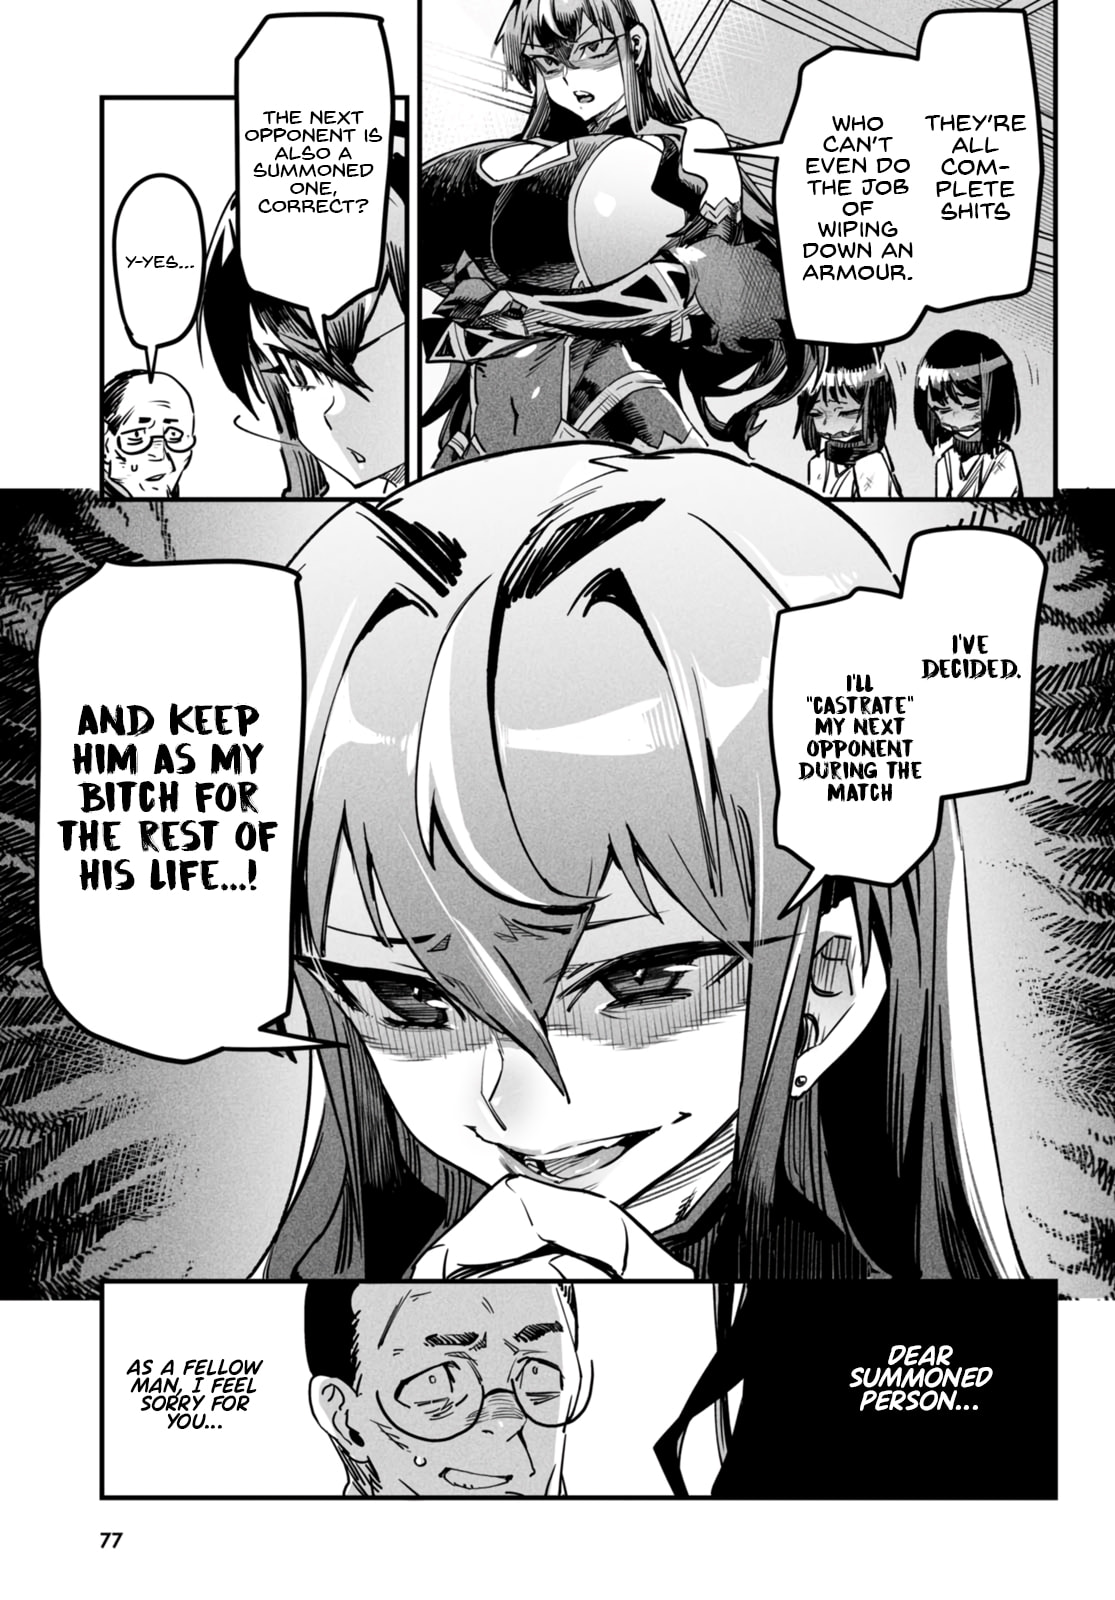 THEY'RE
ALL
COM-
PLETE
SHITS
WHO
CAN'T
EVEN DO
THE JOB
OF
WIPING
DOWN AN
ARMOUR.
THE NEXT
OPPONENT IS
ALSO A
SUMMONED
ONE,
CORRECT?
Y-YES...
I'VE
DECIDED.
I'LL
"CASTRATE"
MY NEXT
OPPONENT
DURING THE
MATCH
AND KEEP
HIM AS MY
BITCH FOR
THE REST OF
HIS LIFE...!
DEAR
SUMMONED
PERSON...
AS A FELLOW
MAN, I FEEL
SORRY FOR
YOU...
77